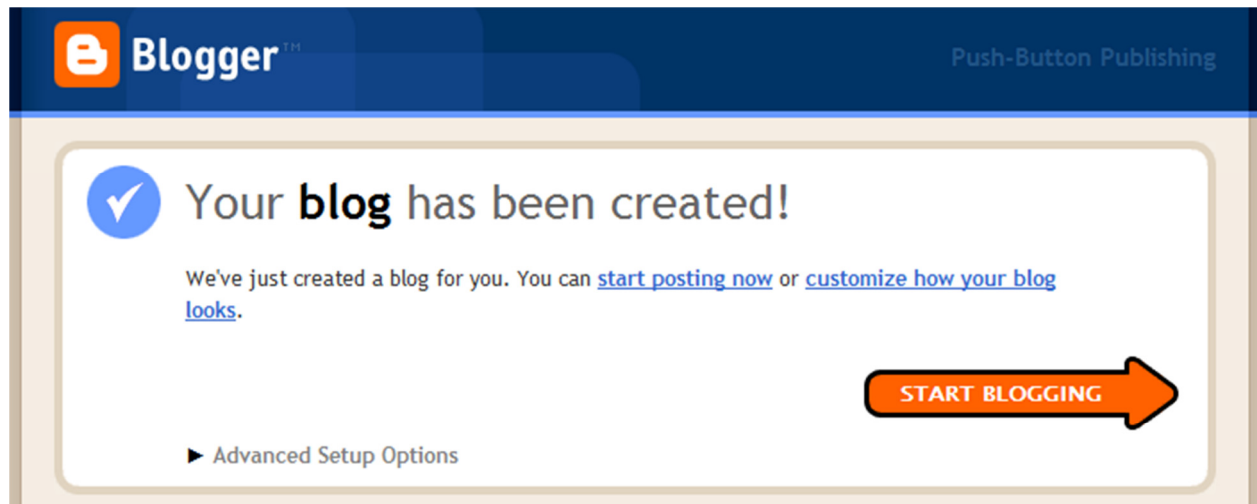 Blogger™
Push-Button Publishing
Your blog has been created!
We've just created a blog for you. You can start posting now or customize how your blog
looks.
START BLOGGING
► Advanced Setup Options